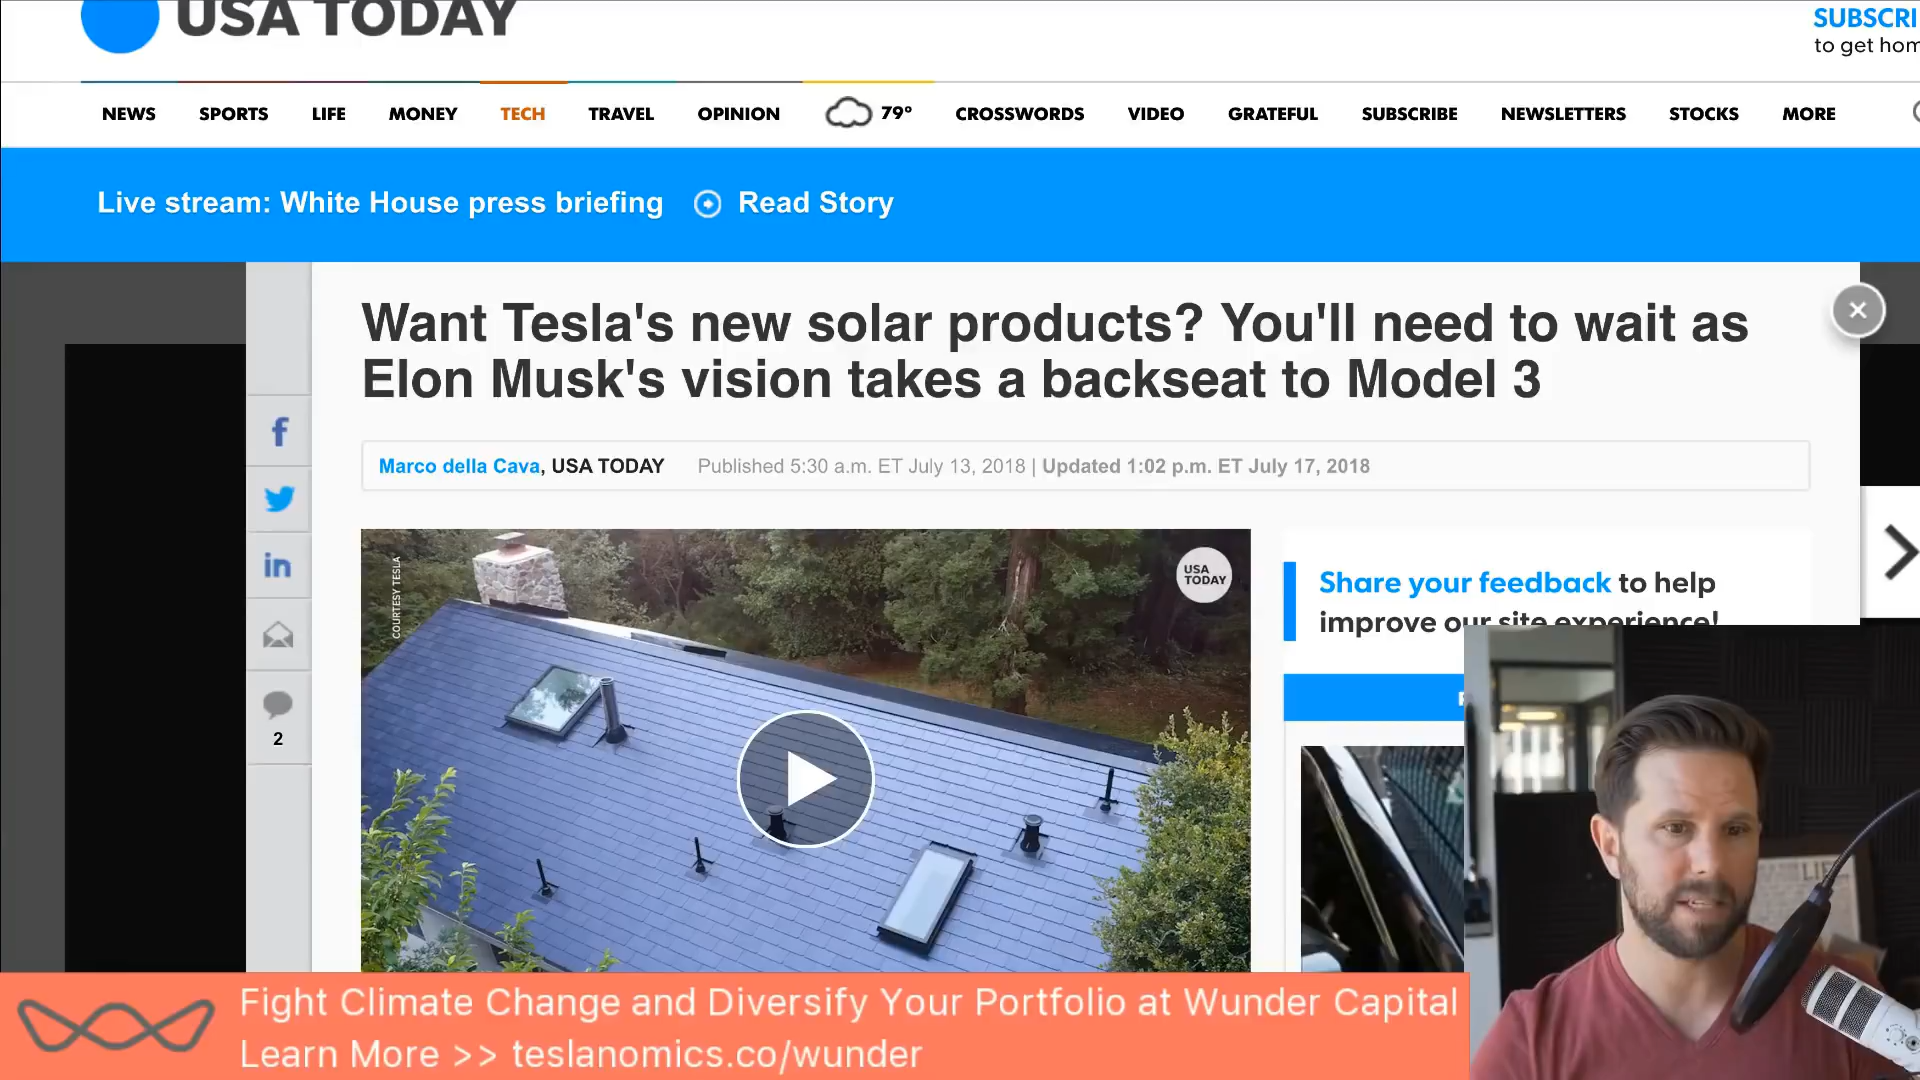 USA TODAY
SUBSCRI
to get hom
NEWS SPORTS LIFE MONEY TECH TRAVEL OPINION 79° CROSSWORDS VIDEO GRATEFUL SUBSCRIBE NEWSLETTERS STOCKS MORE
Live stream: White House press briefing Read Story
Want Tesla's new solar products? You'll need to wait as
Elon Musk's vision takes a backseat to Model 3
Marco della Cava, USA TODAY Published 5:30 a.m. ET July 13, 2018 | Updated 1:02 p.m. ET July 17, 2018
COURTESY TESLA
USA
TODAY
Share your feedback to help
improve our site experience!
2
Fight Climate Change and Diversify Your Portfolio at Wunder Capital
Learn More >> teslanomics.co/wunder